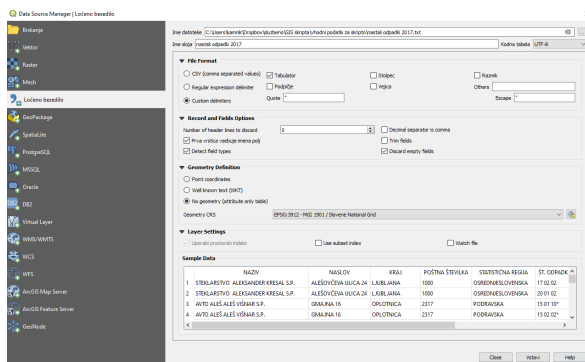 Data Source Manager | Ločeno besedilo
Brskanje
Vektor
Raster
Mesh
Ločeno besedilo
GeoPackage
SpatiaLite
PostgreSQL
MSSQL
Oracle
DB2
Virtual Layer
WMS/WMTS
WCS
WFS
ArcGIS Map Server
ArcGIS Feature Server
GeoNode
Ime datoteke C:\Users\kamnik\Dropbox\službeno\GIS skripta\vhodni podatki za skripto\nastali odpadki 2017.txt
Ime sloja nastali odpadki 2017 Kodna tabela UTF-8
File Format
CSV (comma separated values) Tabulator Stolpec Razmik
Regular expression delimiter Podpičje Vejica Others
Custom delimiters Quote " Escape "
Record and Fields Options
Number of header lines to discard 0 Decimal separator is comma
Prva vrstica vsebuje imena polj Trim fields
Detect field types Discard empty fields
Geometry Definition
Point coordinates
Well known text (WKT)
No geometry (attribute only table)
Geometry CRS EPSG:3912 - MGI 1901 / Slovene National Grid
Layer Settings
Uporabi prostorski indeks Use subset index Watch file
Sample Data
NAZIV NASLOV KRAJ POŠTNA ŠTEVILKA STATISTIČNA REGIJA ŠT. ODPADK
1 STEKLARSTVO ALEKSANDER KRESAL S.P. ALEŠOVČEVA ULICA 24 LJUBLJANA 1000 OSREDNJESLOVENSKA 17 02 02
2 STEKLARSTVO ALEKSANDER KRESAL S.P. ALEŠOVČEVA ULICA 24 LJUBLJANA 1000 OSREDNJESLOVENSKA 20 01 02
3 AVTO ALEŠ ALEŠ VIŠNAR S.P. GMAJNA 16 OPLOTNICA 2317 PODRAVSKA 15 01 10*
4 AVTO ALEŠ ALEŠ VIŠNAR S.P. GMAJNA 16 OPLOTNICA 2317 PODRAVSKA 15 02 02*
Close Vstavi Help